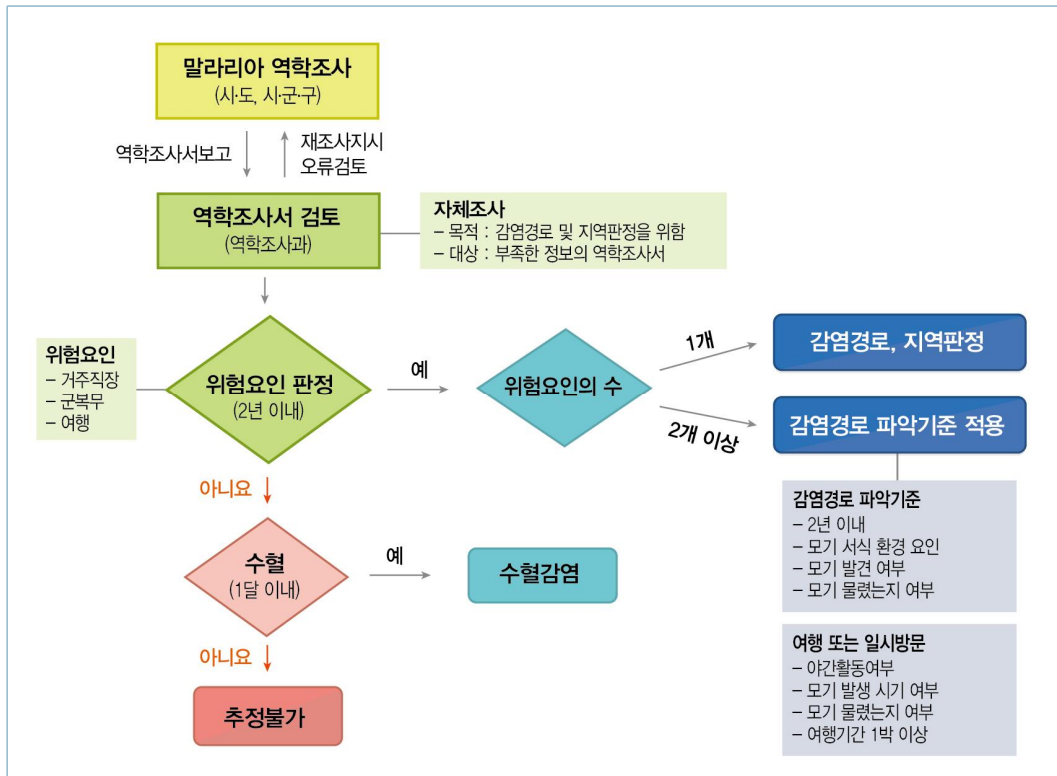 말라리아 역학조사
(시·도, 시·군·구)
역학조사서보고
재조사지시
오류검토
역학조사서 검토
(역학조사과)
자체조사
– 목적 : 감염경로 및 지역판정을 위함
– 대상 : 부족한 정보의 역학조사서
위험요인
– 거주직장
– 군복무
– 여행
위험요인 판정
(2년 이내)
예
위험요인의 수
1개
감염경로, 지역판정
2개 이상
감염경로 파악기준 적용
감염경로 파악기준
– 2년 이내
– 모기 서식 환경 요인
– 모기 발견 여부
– 모기 물렸는지 여부
아니요
수혈
(1달 이내)
예
수혈감염
아니요
추정불가
여행 또는 일시방문
– 야간활동여부
– 모기 발생 시기 여부
– 모기 물렸는지 여부
– 여행기간 1박 이상